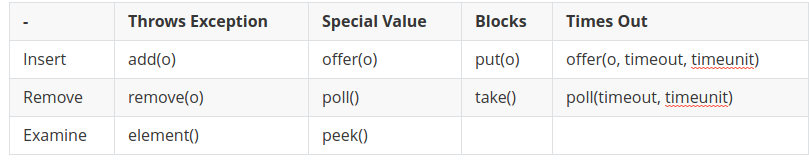 - Throws Exception Special Value Blocks Times Out
Insert add(o) offer(o) put(o) offer(o, timeout, timeunit)
Remove remove(o) poll() take() poll(timeout, timeunit)
Examine element() peek()